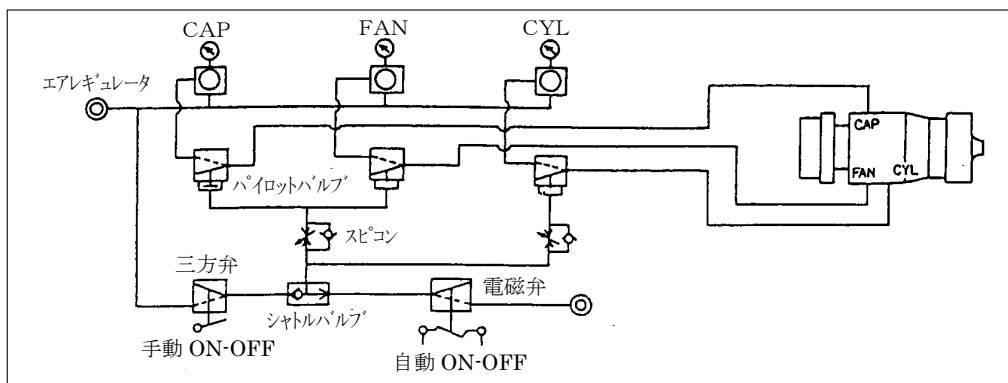 CAP
FAN
CYL
エアレギュレータ
CAP
FAN
CYL
パイロットバルブ
スピコン
三方弁
電磁弁
シャトルバルブ
手動 ON-OFF
自動 ON-OFF